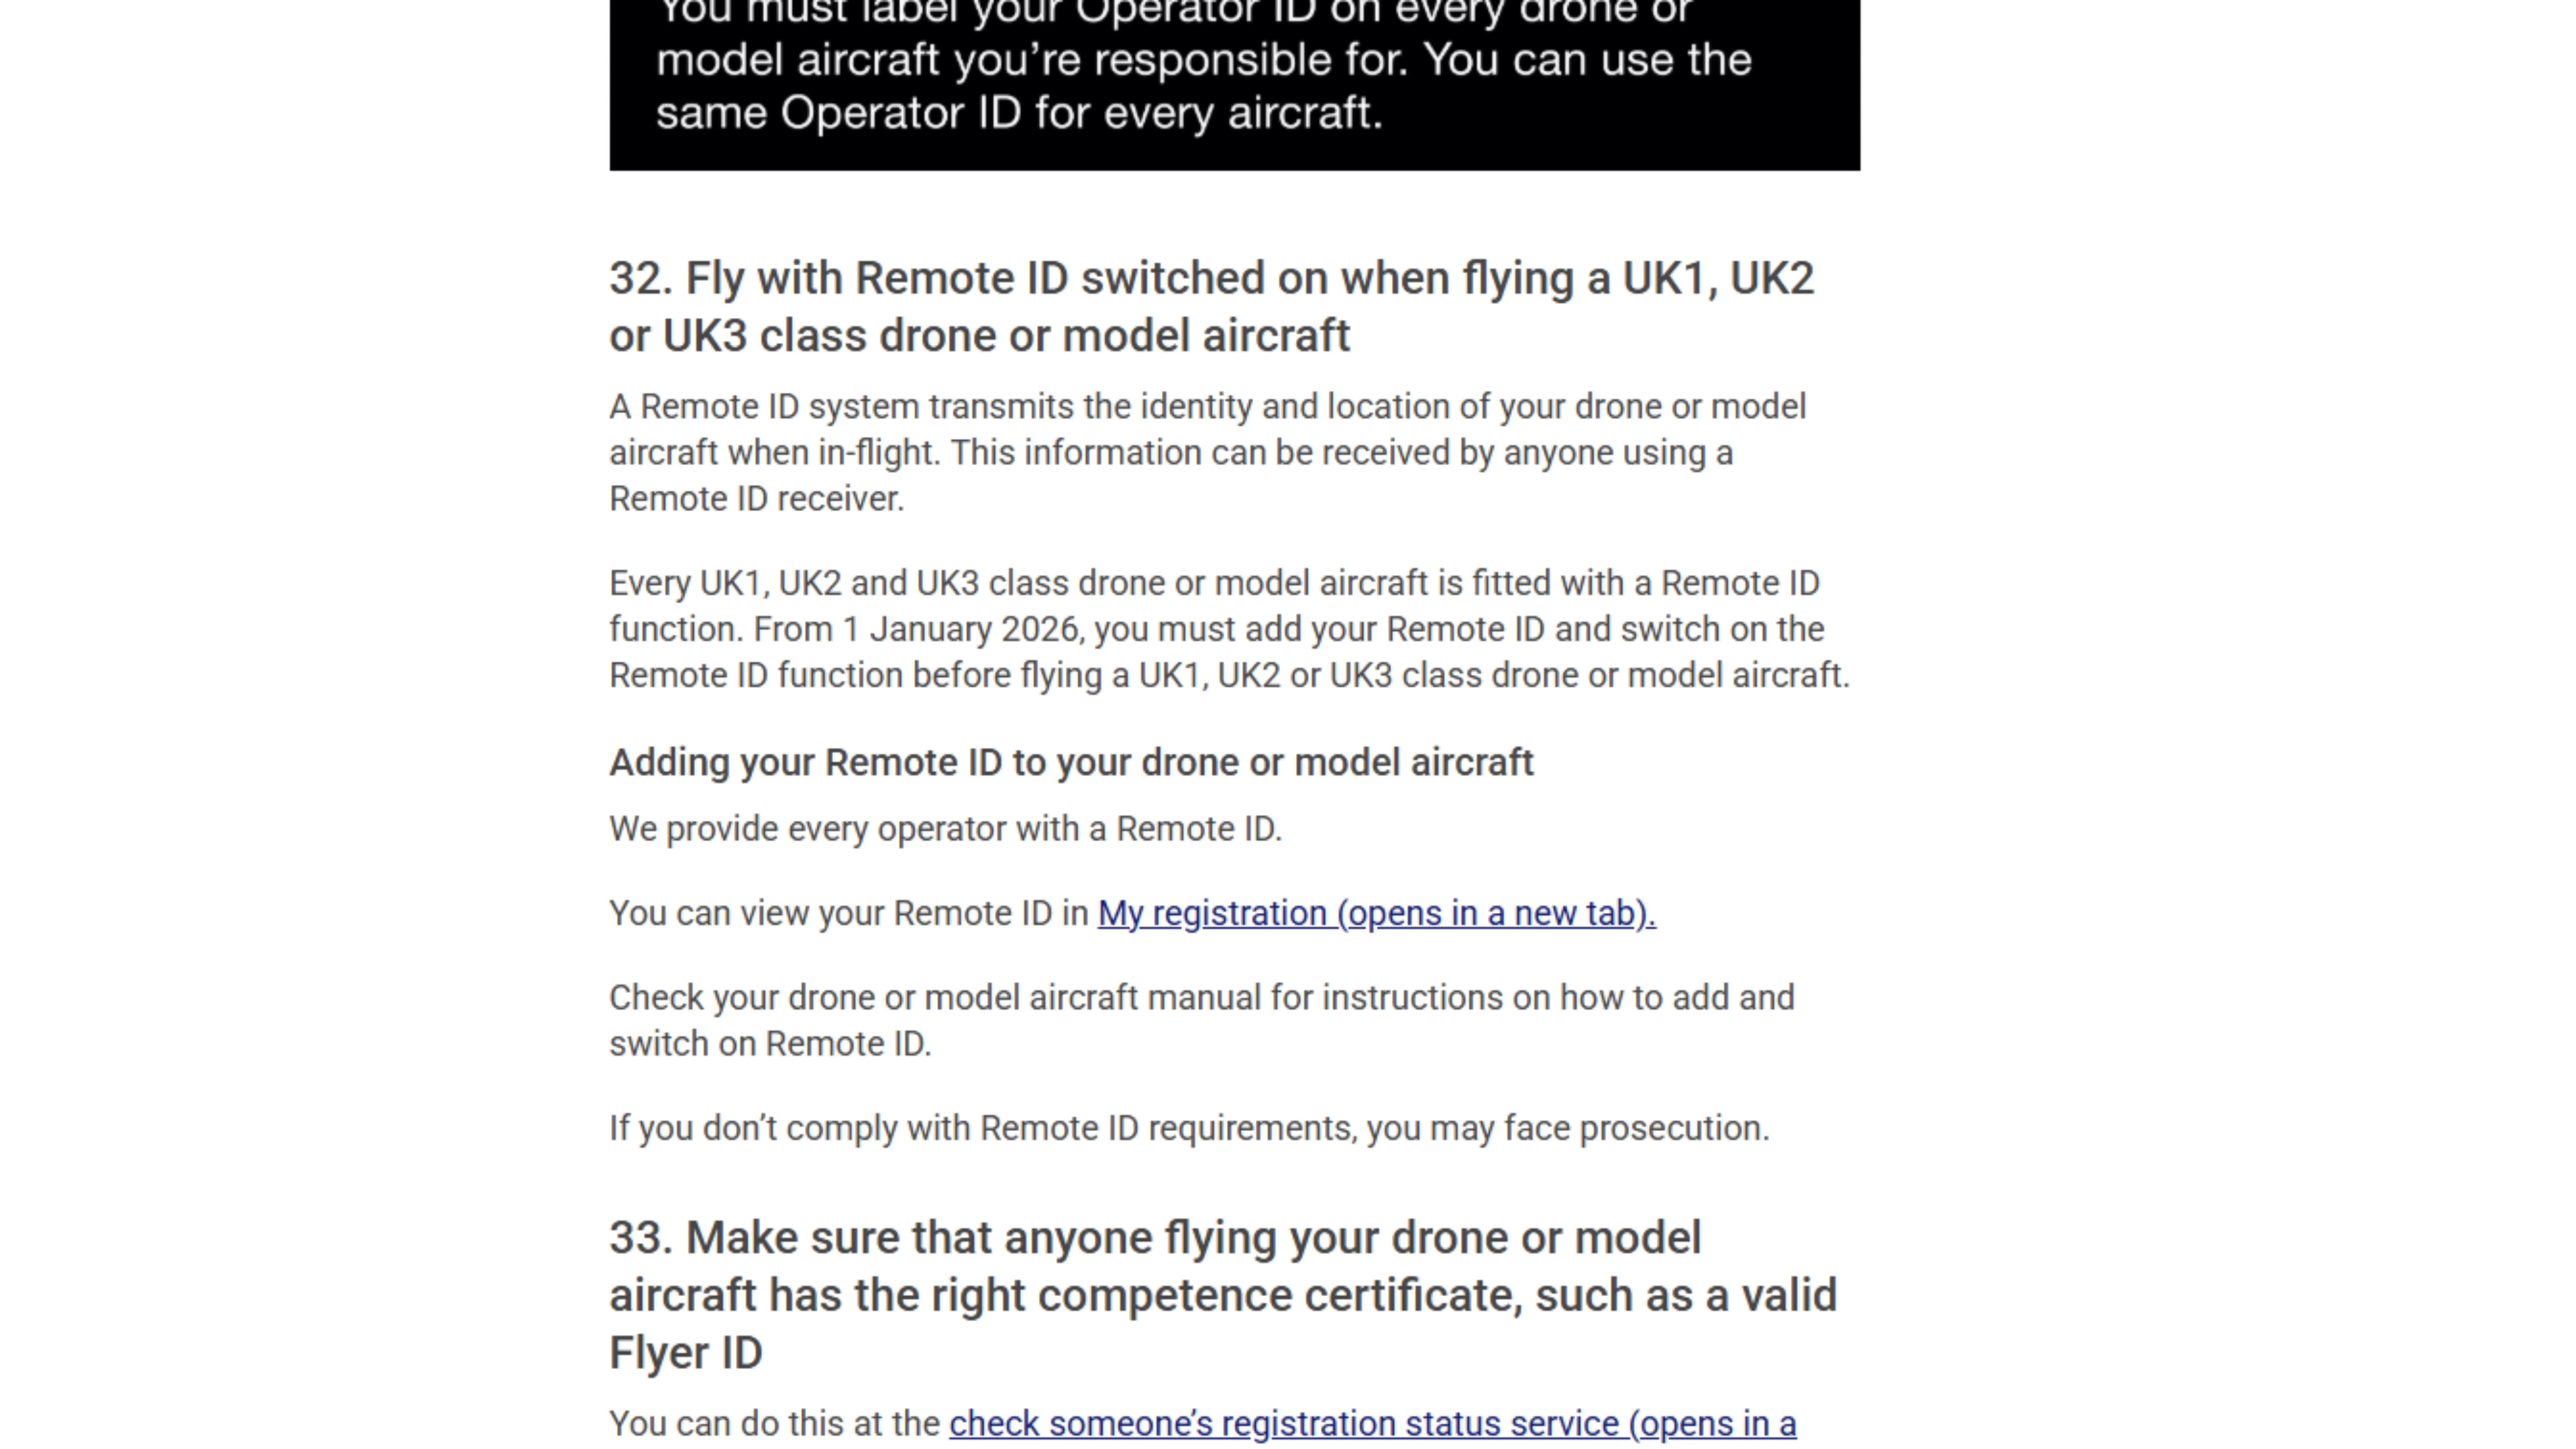 You must label your Operator ID on every drone or
model aircraft you’re responsible for. You can use the
same Operator ID for every aircraft.
32. Fly with Remote ID switched on when flying a UK1, UK2
or UK3 class drone or model aircraft
A Remote ID system transmits the identity and location of your drone or model
aircraft when in-flight. This information can be received by anyone using a
Remote ID receiver.
Every UK1, UK2 and UK3 class drone or model aircraft is fitted with a Remote ID
function. From 1 January 2026, you must add your Remote ID and switch on the
Remote ID function before flying a UK1, UK2 or UK3 class drone or model aircraft.
Adding your Remote ID to your drone or model aircraft
We provide every operator with a Remote ID.
You can view your Remote ID in My registration (opens in a new tab).
Check your drone or model aircraft manual for instructions on how to add and
switch on Remote ID.
If you don’t comply with Remote ID requirements, you may face prosecution.
33. Make sure that anyone flying your drone or model
aircraft has the right competence certificate, such as a valid
Flyer ID
You can do this at the check someone’s registration status service (opens in a